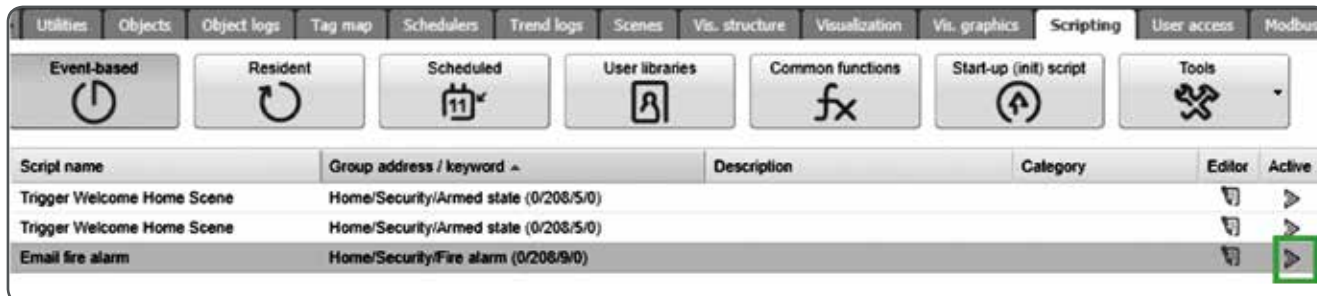 Utilities Objects Object logs Tag map Schedulers Trend logs Scenes Vis. structure Visualization Vis. graphics Scripting User access Modbus
Event-based Resident Scheduled User libraries Common functions Start-up (init) script Tools
11
Script name Group address / keyword Description Category Editor Active
Trigger Welcome Home Scene Home/Security/Armed state (0/208/5/0)
Trigger Welcome Home Scene Home/Security/Armed state (0/208/5/0)
Email fire alarm Home/Security/Fire alarm (0/208/9/0)